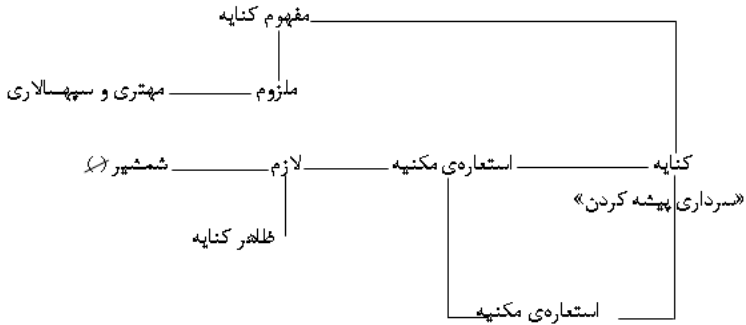 مفهوم کنایه
ملزوم مهتری و سپهسالاری
کنایه استعاره‌ی مکنیه لازم شمشیر
«سرداری پیشه کردن»
ظاهر کنایه
استعاره‌ی مکنیه